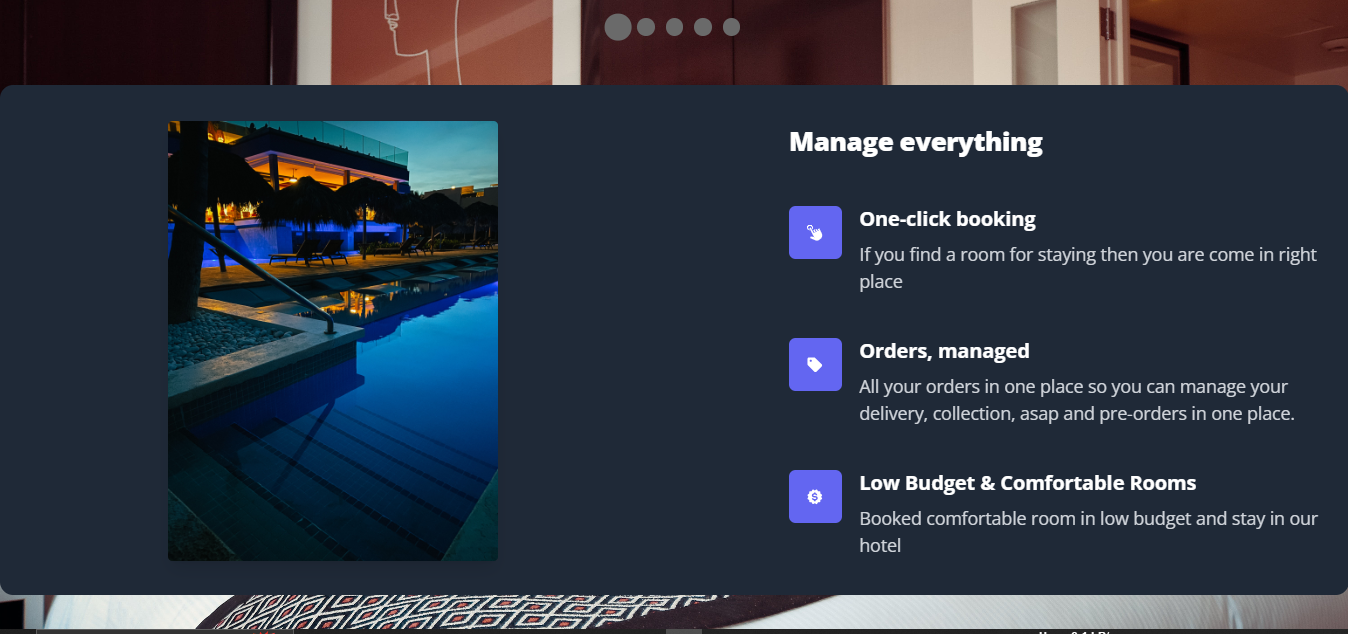 Manage everything
One-click booking
If you find a room for staying then you are come in right
place
Orders, managed
All your orders in one place so you can manage your
delivery, collection, asap and pre-orders in one place.
Low Budget & Comfortable Rooms
Booked comfortable room in low budget and stay in our
hotel